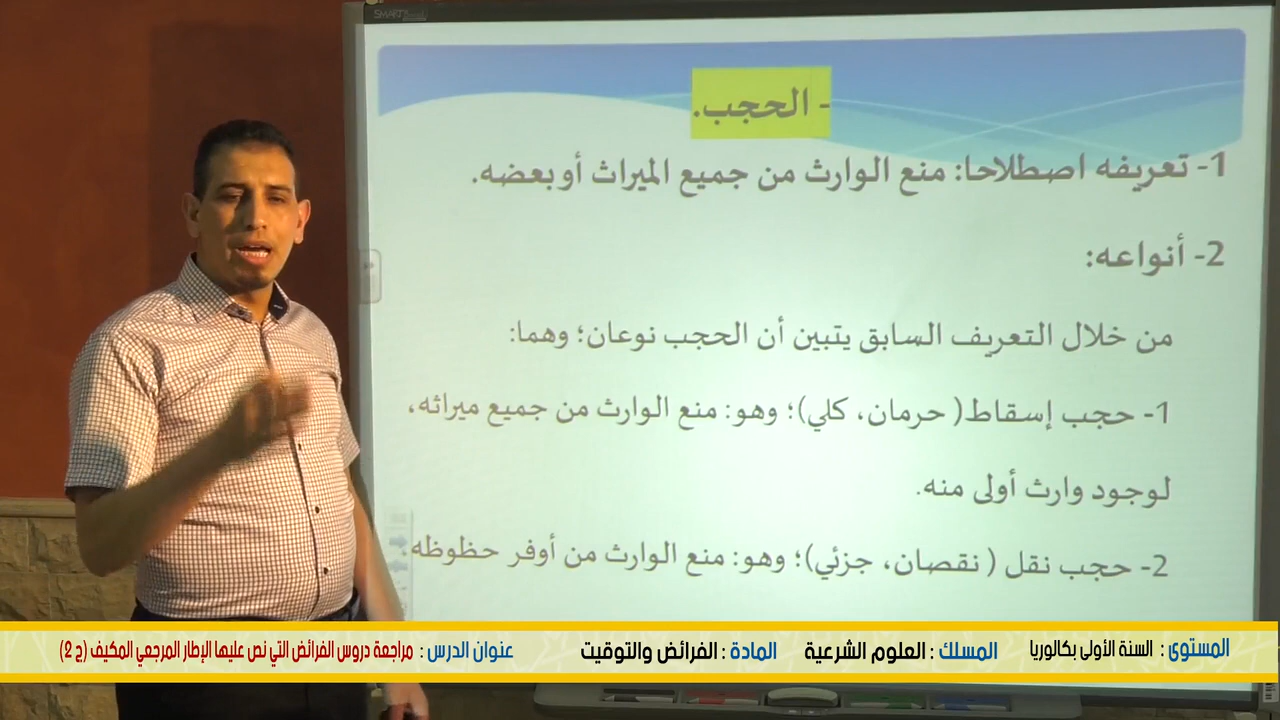 SMART
- الحجب.
1- تعريفه اصطلاحا: منع الوارث من جميع الميراث أو بعضه.
2- أنواعه:
من خلال التعريف السابق يتبين أن الحجب نوعان؛ وهما:
1- حجب إسقاط( حرمان، كلي)؛ وهو: منع الوارث من جميع ميراثه،
لوجود وارث أولى منه.
2- حجب نقل ( نقصان، جزئي)؛ وهو: منع الوارث من أوفر حظوظه.
المستوى : السنة الأولى بكالوريا المسلك : العلوم الشرعية المادة : الفرائض والتوقيت عنوان الدرس : مراجعة دروس الفرائض التي نص عليها الإطار المرجعي المكيف (ج 2)